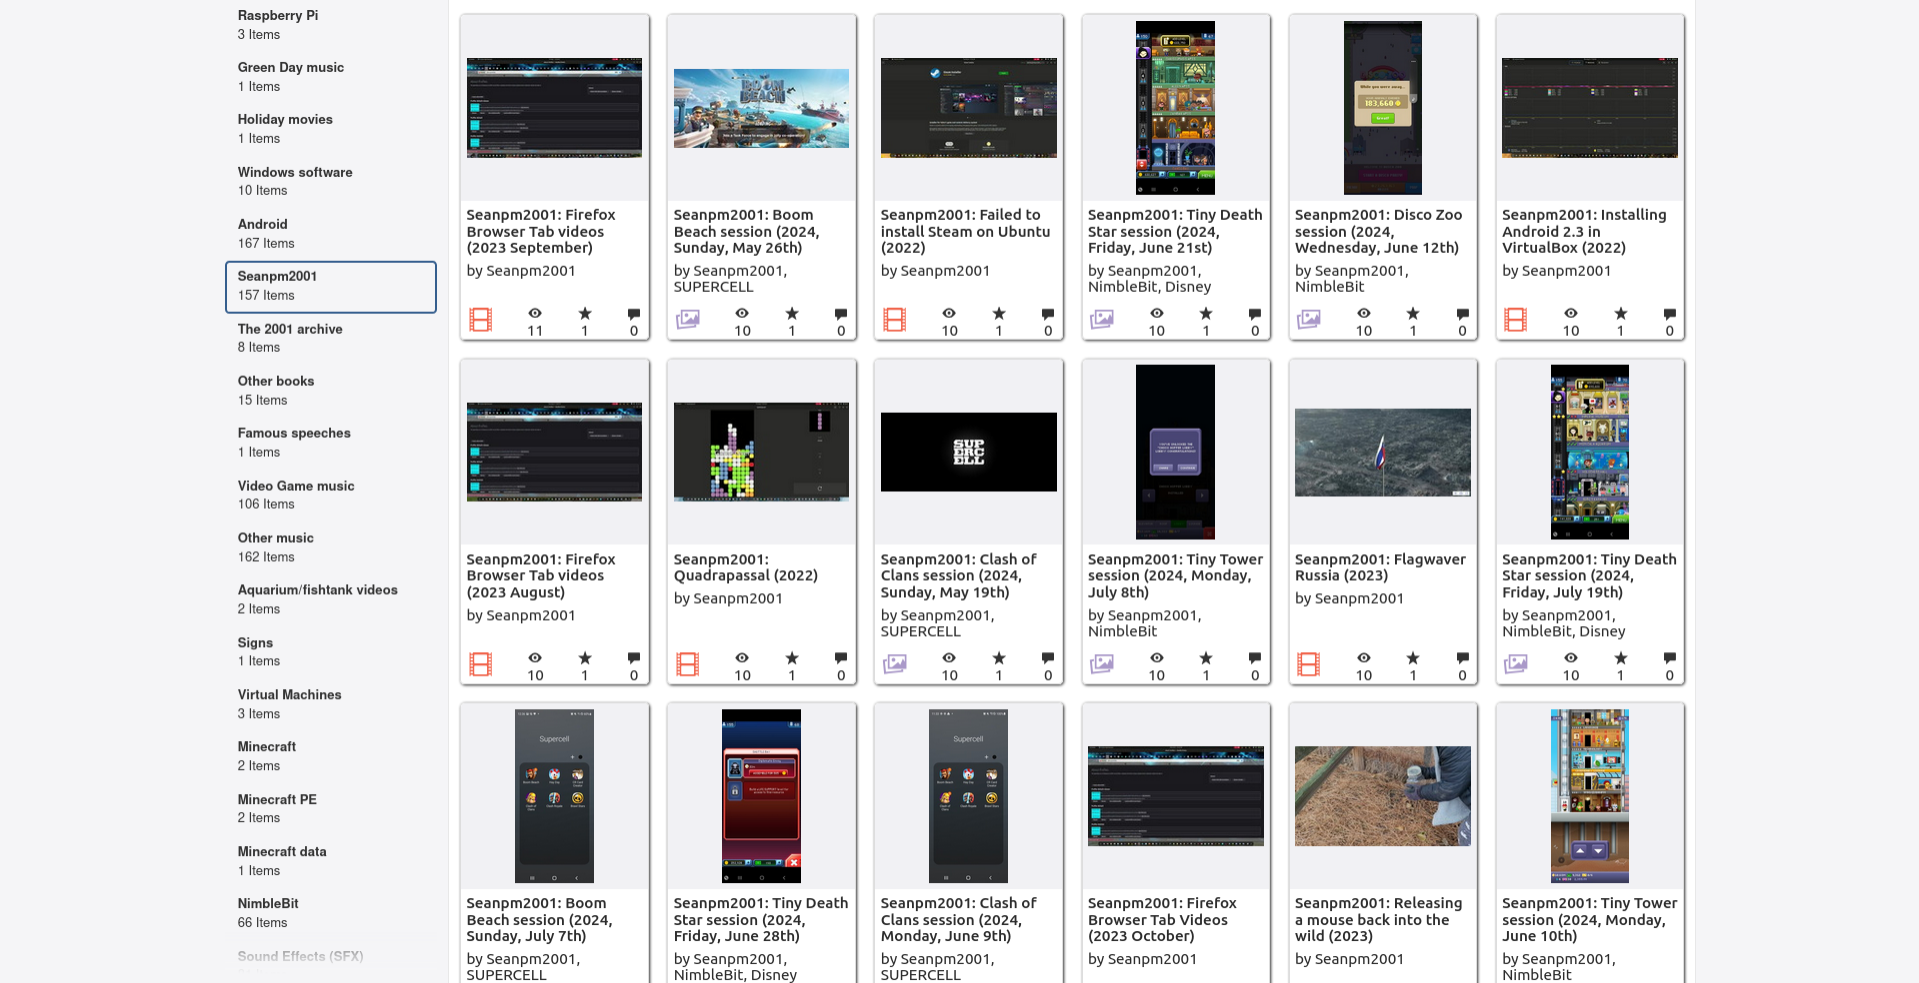 Raspberry Pi
3 Items
Green Day music
1 Items
Holiday movies
1 Items
Windows software
10 Items
Android
167 Items
Seanpm2001
157 Items
The 2001 archive
8 Items
Other books
15 Items
Famous speeches
1 Items
Video Game music
106 Items
Other music
162 Items
Aquarium/fishtank videos
2 Items
Signs
1 Items
Virtual Machines
3 Items
Minecraft
2 Items
Minecraft PE
2 Items
Minecraft data
1 Items
NimbleBit
66 Items
Sound Effects (SFX)
Seanpm2001: Firefox
Browser Tab videos
(2023 September)
by Seanpm2001
11
1
0
BOOM
BEACH
Seanpm2001: Boom
Beach session (2024,
Sunday, May 26th)
by Seanpm2001,
SUPERCELL
10
1
0
Seanpm2001: Failed to
install Steam on Ubuntu
(2022)
by Seanpm2001
10
1
0
Seanpm2001: Tiny Death
Star session (2024,
Friday, June 21st)
by Seanpm2001,
NimbleBit, Disney
10
1
0
While you were away...
183,660
Seanpm2001: Disco Zoo
session (2024,
Wednesday, June 12th)
by Seanpm2001,
NimbleBit
10
1
0
Seanpm2001: Installing
Android 2.3 in
VirtualBox (2022)
by Seanpm2001
10
1
0
Seanpm2001: Firefox
Browser Tab videos
(2023 August)
by Seanpm2001
10
1
0
Seanpm2001:
Quadrapassal (2022)
by Seanpm2001
10
1
0
SUP
ERC
ELL
Seanpm2001: Clash of
Clans session (2024,
Sunday, May 19th)
by Seanpm2001,
SUPERCELL
10
1
0
Seanpm2001: Tiny Tower
session (2024, Monday,
July 8th)
by Seanpm2001,
NimbleBit
10
1
0
Seanpm2001: Flagwaver
Russia (2023)
by Seanpm2001
10
1
0
Seanpm2001: Tiny Death
Star session (2024,
Friday, July 19th)
by Seanpm2001,
NimbleBit, Disney
10
1
0
Supercell
Seanpm2001: Boom
Beach session (2024,
Sunday, July 7th)
by Seanpm2001,
SUPERCELL
Seanpm2001: Tiny Death
Star session (2024,
Friday, June 28th)
by Seanpm2001,
NimbleBit, Disney
Supercell
Seanpm2001: Clash of
Clans session (2024,
Monday, June 9th)
by Seanpm2001,
SUPERCELL
Seanpm2001: Firefox
Browser Tab Videos
(2023 October)
by Seanpm2001
Seanpm2001: Releasing
a mouse back into the
wild (2023)
by Seanpm2001
Seanpm2001: Tiny Tower
session (2024, Monday,
June 10th)
by Seanpm2001,
NimbleBit